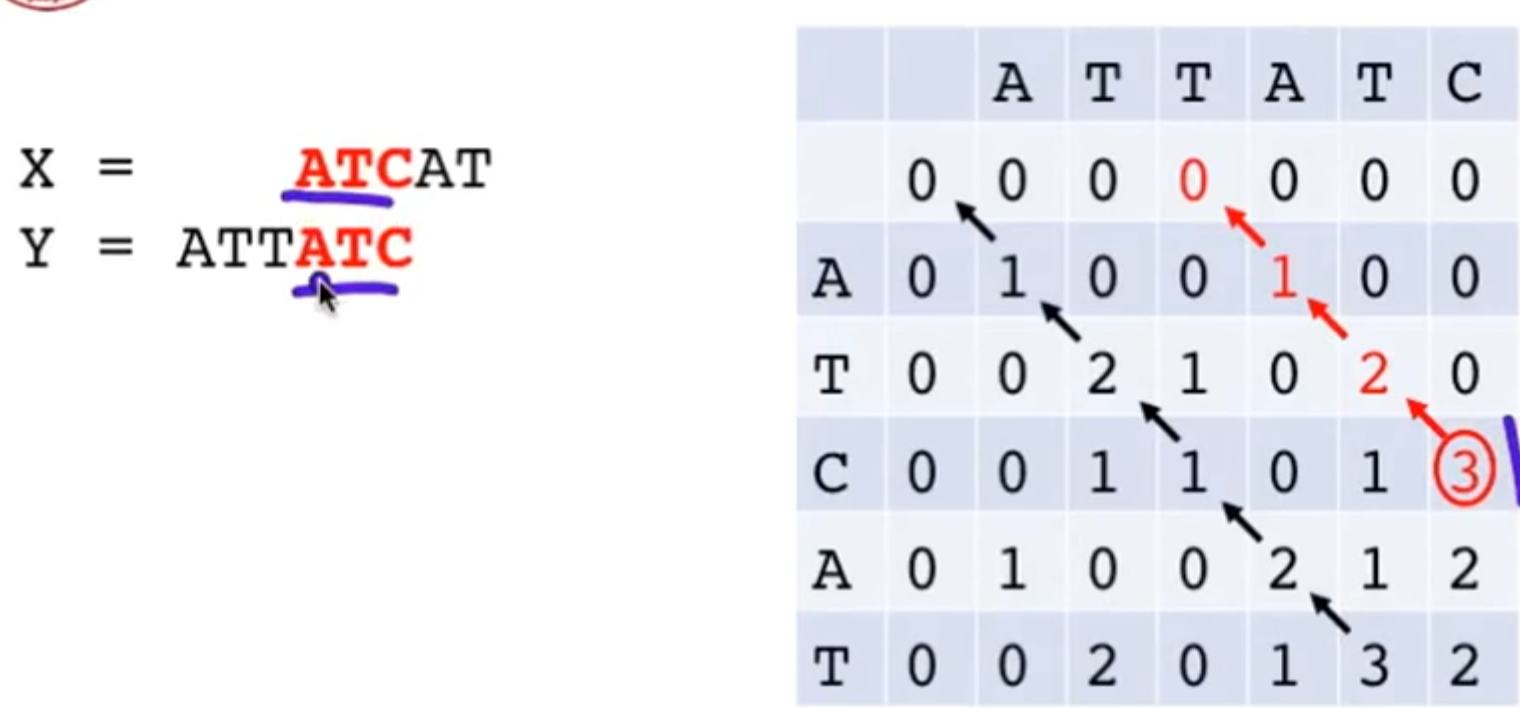 X = ATCAT
Y = ATTATC
A T T A T C
0 0 0 0 0 0 0
A 0 1 0 0 1 0 0
T 0 0 2 1 0 2 0
C 0 0 1 1 0 1 3
A 0 1 0 0 2 1 2
T 0 0 2 0 1 3 2